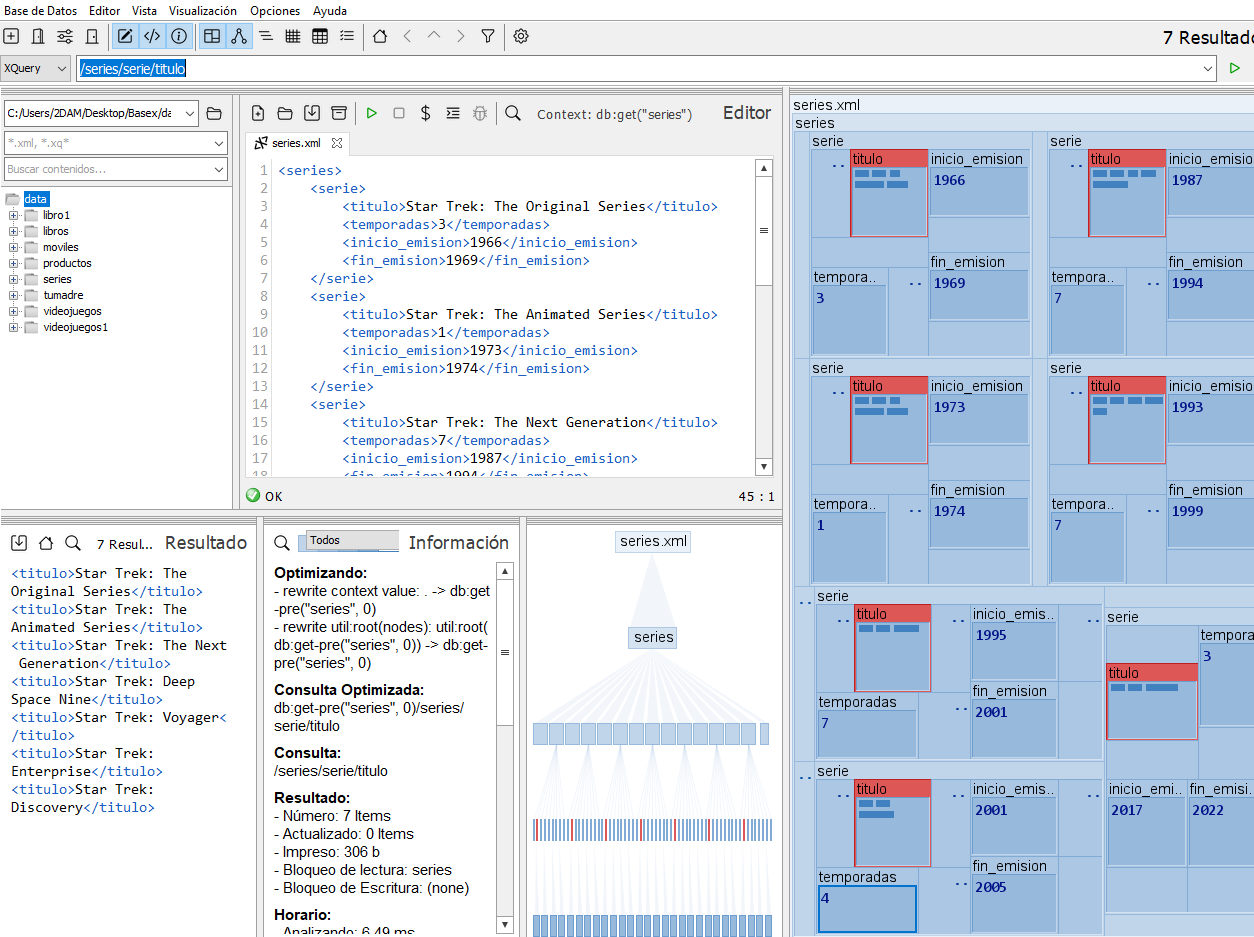 Base de Datos Editor Vista Visualización Opciones Ayuda
7 Resultado
XQuery /series/serie/titulo
C:/Users/2DAM/Desktop/Basex/da
*.xml, *.xq*
Buscar contenidos...
data
libro1
libros
moviles
productos
series
tumadre
videojuegos
videojuegos1
Context: db:get("series") Editor
series.xml
1 <series>
2 <serie>
3 <titulo>Star Trek: The Original Series</titulo>
4 <temporadas>3</temporadas>
5 <inicio_emision>1966</inicio_emision>
6 <fin_emision>1969</fin_emision>
7 </serie>
8 <serie>
9 <titulo>Star Trek: The Animated Series</titulo>
10 <temporadas>1</temporadas>
11 <inicio_emision>1973</inicio_emision>
12 <fin_emision>1974</fin_emision>
13 </serie>
14 <serie>
15 <titulo>Star Trek: The Next Generation</titulo>
16 <temporadas>7</temporadas>
17 <inicio_emision>1987</inicio_emision>
18 <fin_emision>1994</fin_emision>
OK 45 : 1
7 Resul... Resultado
<titulo>Star Trek: The
Original Series</titulo>
<titulo>Star Trek: The
Animated Series</titulo>
<titulo>Star Trek: The Next
Generation</titulo>
<titulo>Star Trek: Deep
Space Nine</titulo>
<titulo>Star Trek: Voyager<
/titulo>
<titulo>Star Trek:
Enterprise</titulo>
<titulo>Star Trek:
Discovery</titulo>
Todos Información
Optimizando:
- rewrite context value: . -> db:get
-pre("series", 0)
- rewrite util:root(nodes): util:root(
db:get-pre("series", 0)) -> db:get-
pre("series", 0)
Consulta Optimizada:
db:get-pre("series", 0)/series/
serie/titulo
Consulta:
/series/serie/titulo
Resultado:
- Número: 7 Items
- Actualizado: 0 Items
- Impreso: 306 b
- Bloqueo de lectura: series
- Bloqueo de Escritura: (none)
Horario:
- Analizando: 6.49 ms
series.xml
series
series.xml
series
serie serie
titulo inicio_emision titulo inicio_emisio
1966 1987
fin_emision fin_emision
tempora.. .. 1969 tempora.. .. 1994
3 7
serie serie
titulo inicio_emision titulo inicio_emisio
1973 1993
fin_emision fin_emision
tempora.. .. 1974 tempora.. .. 1999
1 7
serie
titulo inicio_emis.. serie
1995 tempora
3
titulo
fin_emision
temporadas .. 2001
7
serie
titulo inicio_emis.. inicio_emi.. fin_emisi..
2001 2017 2022
fin_emision
temporadas .. 2005
4